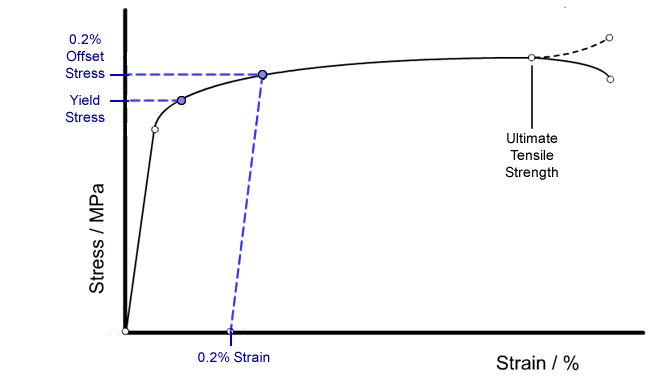 0.2%
Offset
Stress
Yield
Stress
Ultimate
Tensile
Strength
Stress / MPa
0.2% Strain
Strain / %